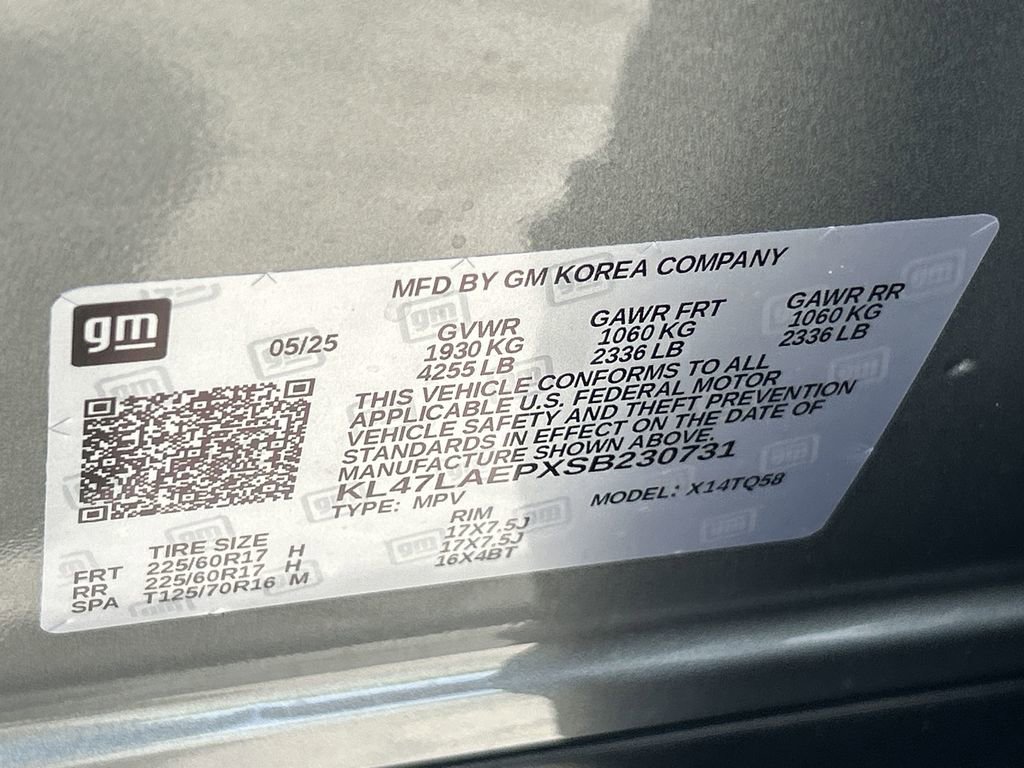 gm
MFD BY GM KOREA COMPANY
05/25
GVWR GAWR FRT GAWR RR
1930 KG 1060 KG 1060 KG
4255 LB 2336 LB 2336 LB
THIS VEHICLE CONFORMS TO ALL
APPLICABLE U.S. FEDERAL MOTOR
VEHICLE SAFETY AND THEFT PREVENTION
STANDARDS IN EFFECT ON THE DATE OF
MANUFACTURE SHOWN ABOVE.
KL47LAEPXSB230731
TYPE: MPV MODEL: X14TQ58
TIRE SIZE RIM
FRT 225/60R17 H 17X7.5J
RR 225/60R17 H 17X7.5J
SPA T125/70R16 M 16X4BT